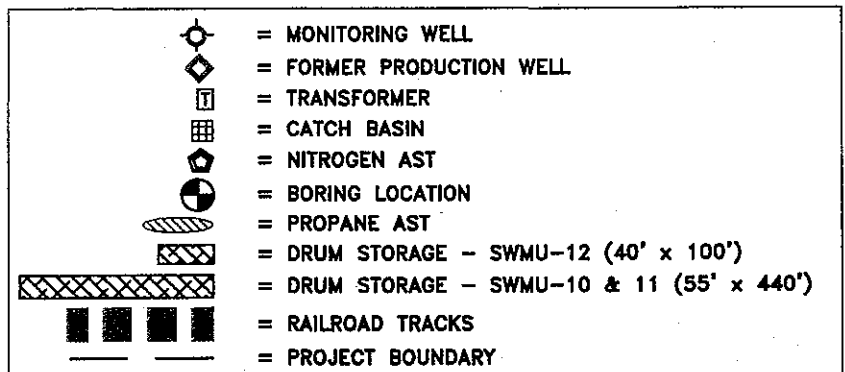 = MONITORING WELL
= FORMER PRODUCTION WELL
T = TRANSFORMER
= CATCH BASIN
= NITROGEN AST
= BORING LOCATION
= PROPANE AST
= DRUM STORAGE - SWMU-12 (40' x 100')
= DRUM STORAGE - SWMU-10 & 11 (55' x 440')
= RAILROAD TRACKS
= PROJECT BOUNDARY